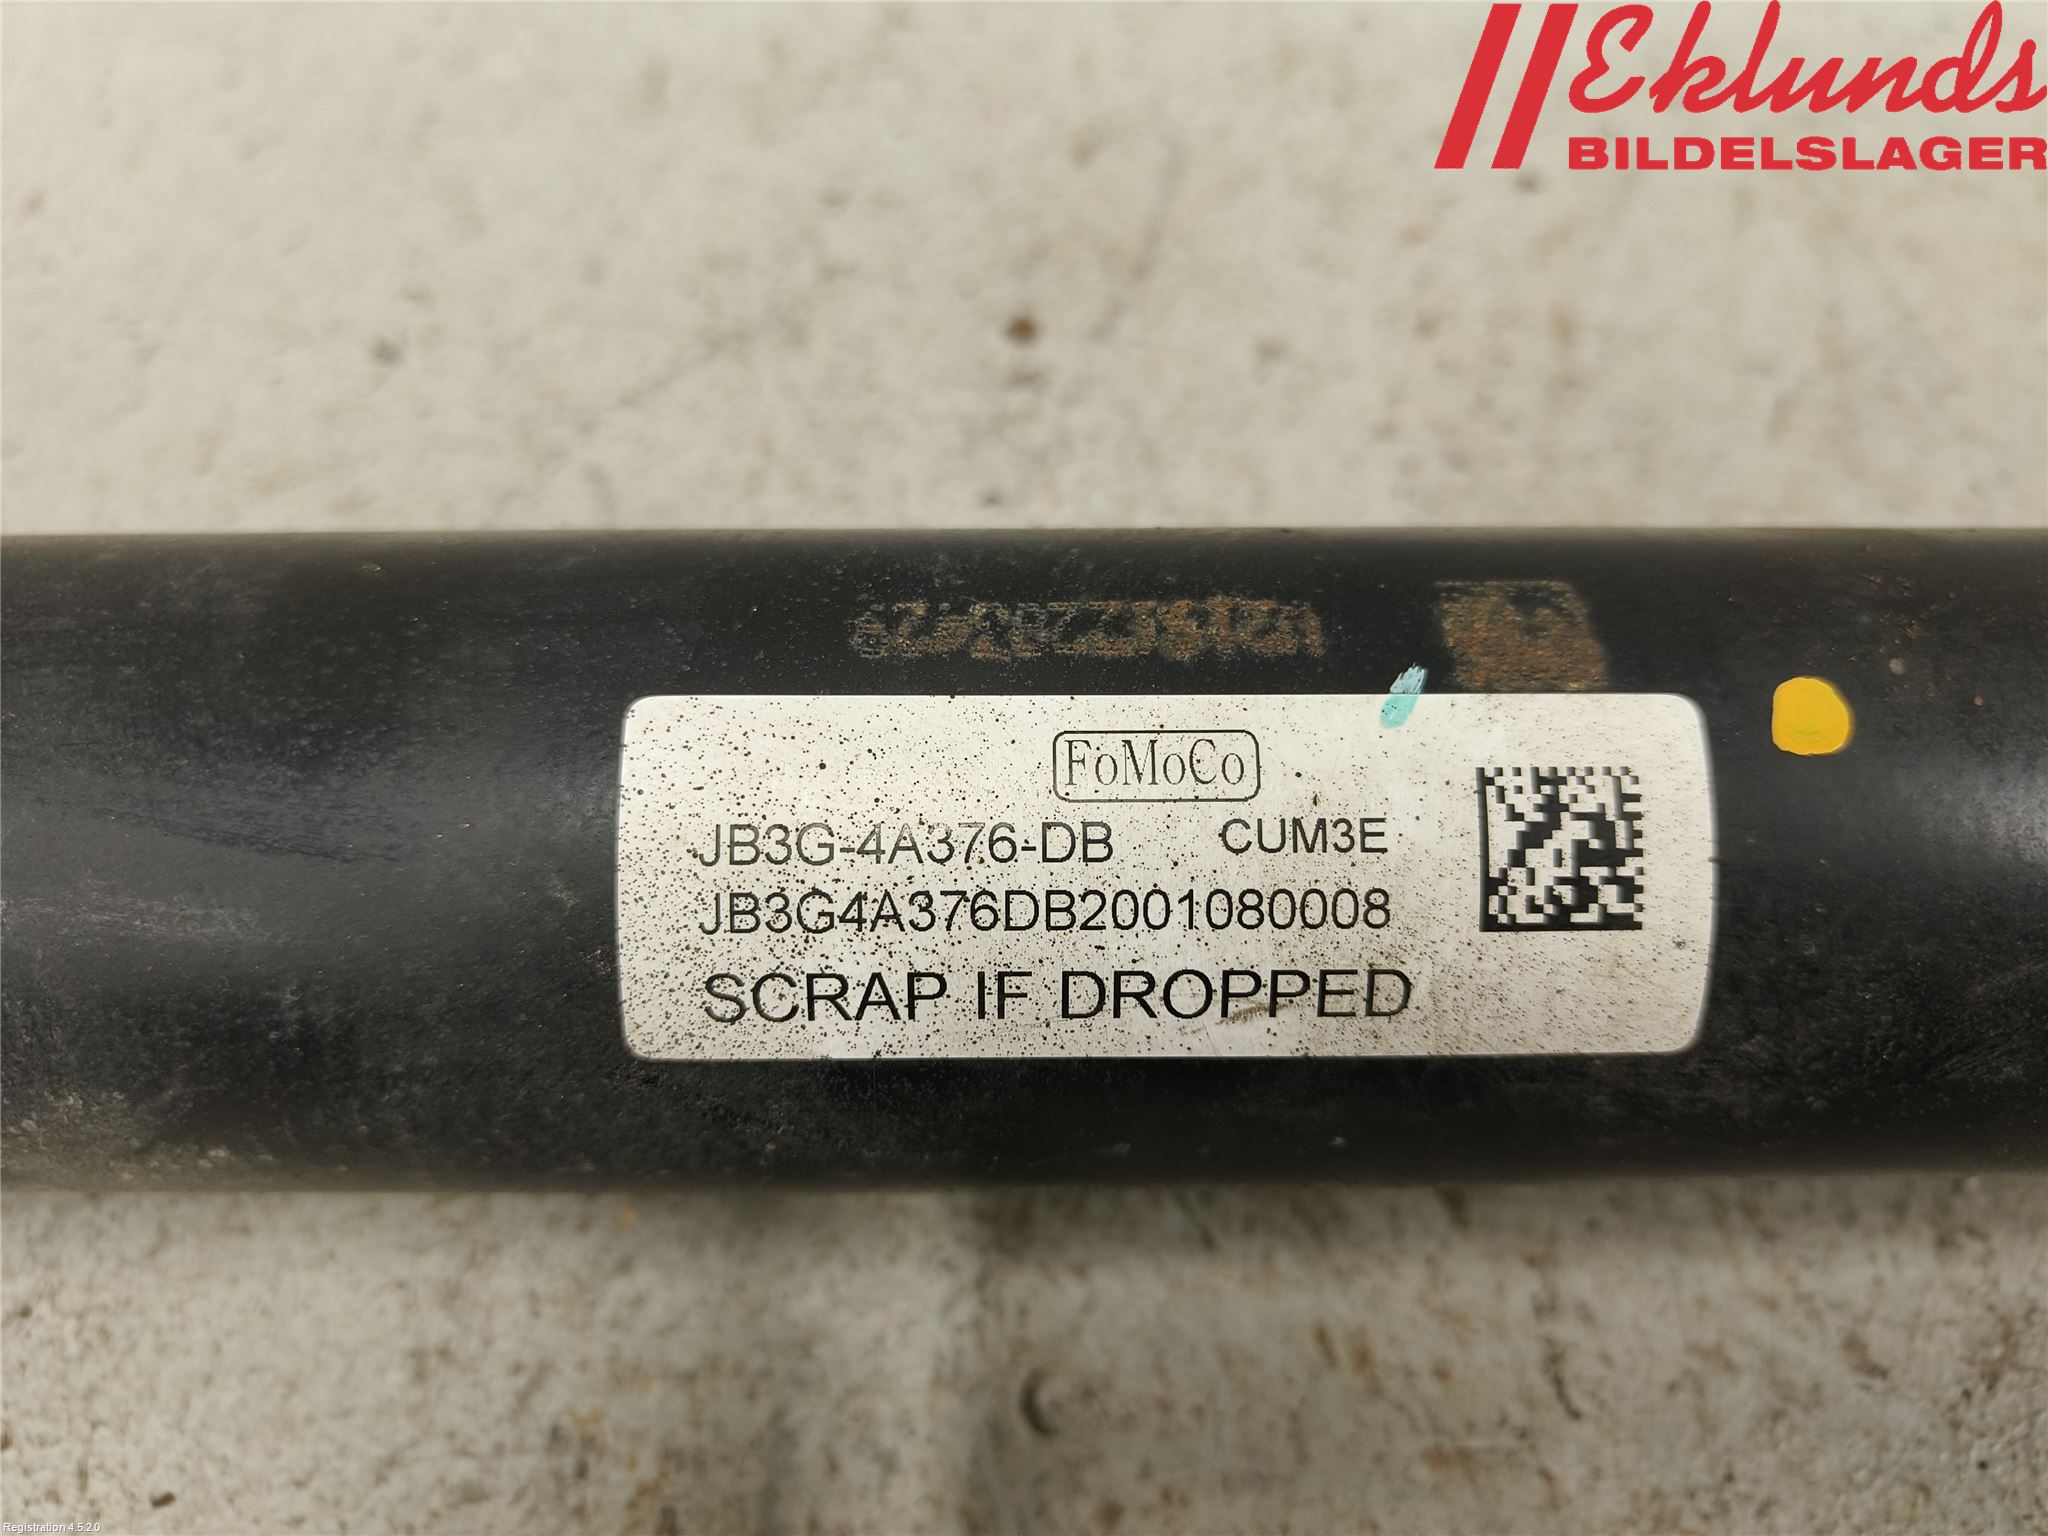 Eklunds
BILDELSLAGER
FoMoCo
JB3G-4A376-DB CUM3E
JB3G4A376DB2001080008
SCRAP IF DROPPED
Registration 4.5.2.0